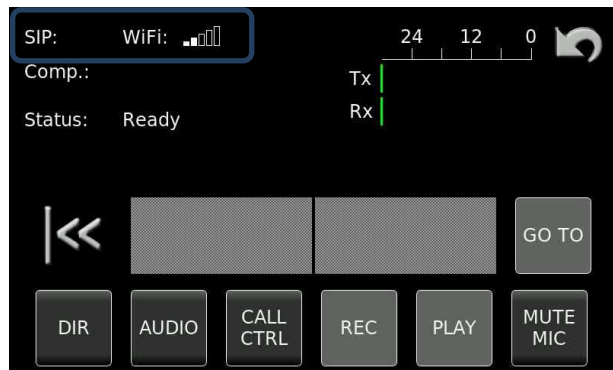 SIP: WiFi: 24 12 0
Comp.: Tx
Rx
Status: Ready
|<< GO TO
DIR AUDIO CALL CTRL REC PLAY MUTE MIC